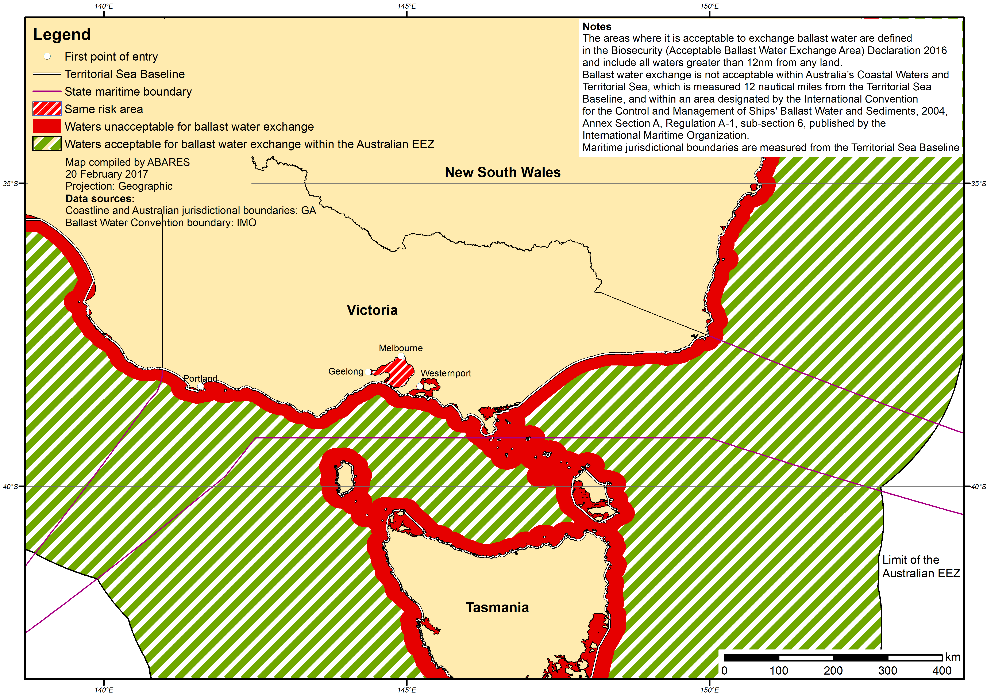 140°E 145°E 150°E
Legend
First point of entry
Territorial Sea Baseline
State maritime boundary
Same risk area
Waters unacceptable for ballast water exchange
Waters acceptable for ballast water exchange within the Australian EEZ
Map compiled by ABARES
20 February 2017
Projection: Geographic
Data sources:
Coastline and Australian jurisdictional boundaries: GA
Ballast Water Convention boundary: IMO
Notes
The areas where it is acceptable to exchange ballast water are defined
in the Biosecurity (Acceptable Ballast Water Exchange Area) Declaration 2016
and include all waters greater than 12nm from any land.
Ballast water exchange is not acceptable within Australia's Coastal Waters and
Territorial Sea, which is measured 12 nautical miles from the Territorial Sea
Baseline, and within an area designated by the International Convention
for the Control and Management of Ships' Ballast Water and Sediments, 2004,
Annex Section A, Regulation A-1, sub-section 6, published by the
International Maritime Organization.
Maritime jurisdictional boundaries are measured from the Territorial Sea Baseline
New South Wales
35°S 35°S
Victoria
Melbourne
Geelong
Westernport
Portland
40°S 40°S
Limit of the
Australian EEZ
Tasmania
km
0 100 200 300 400
140°E 145°E 150°E